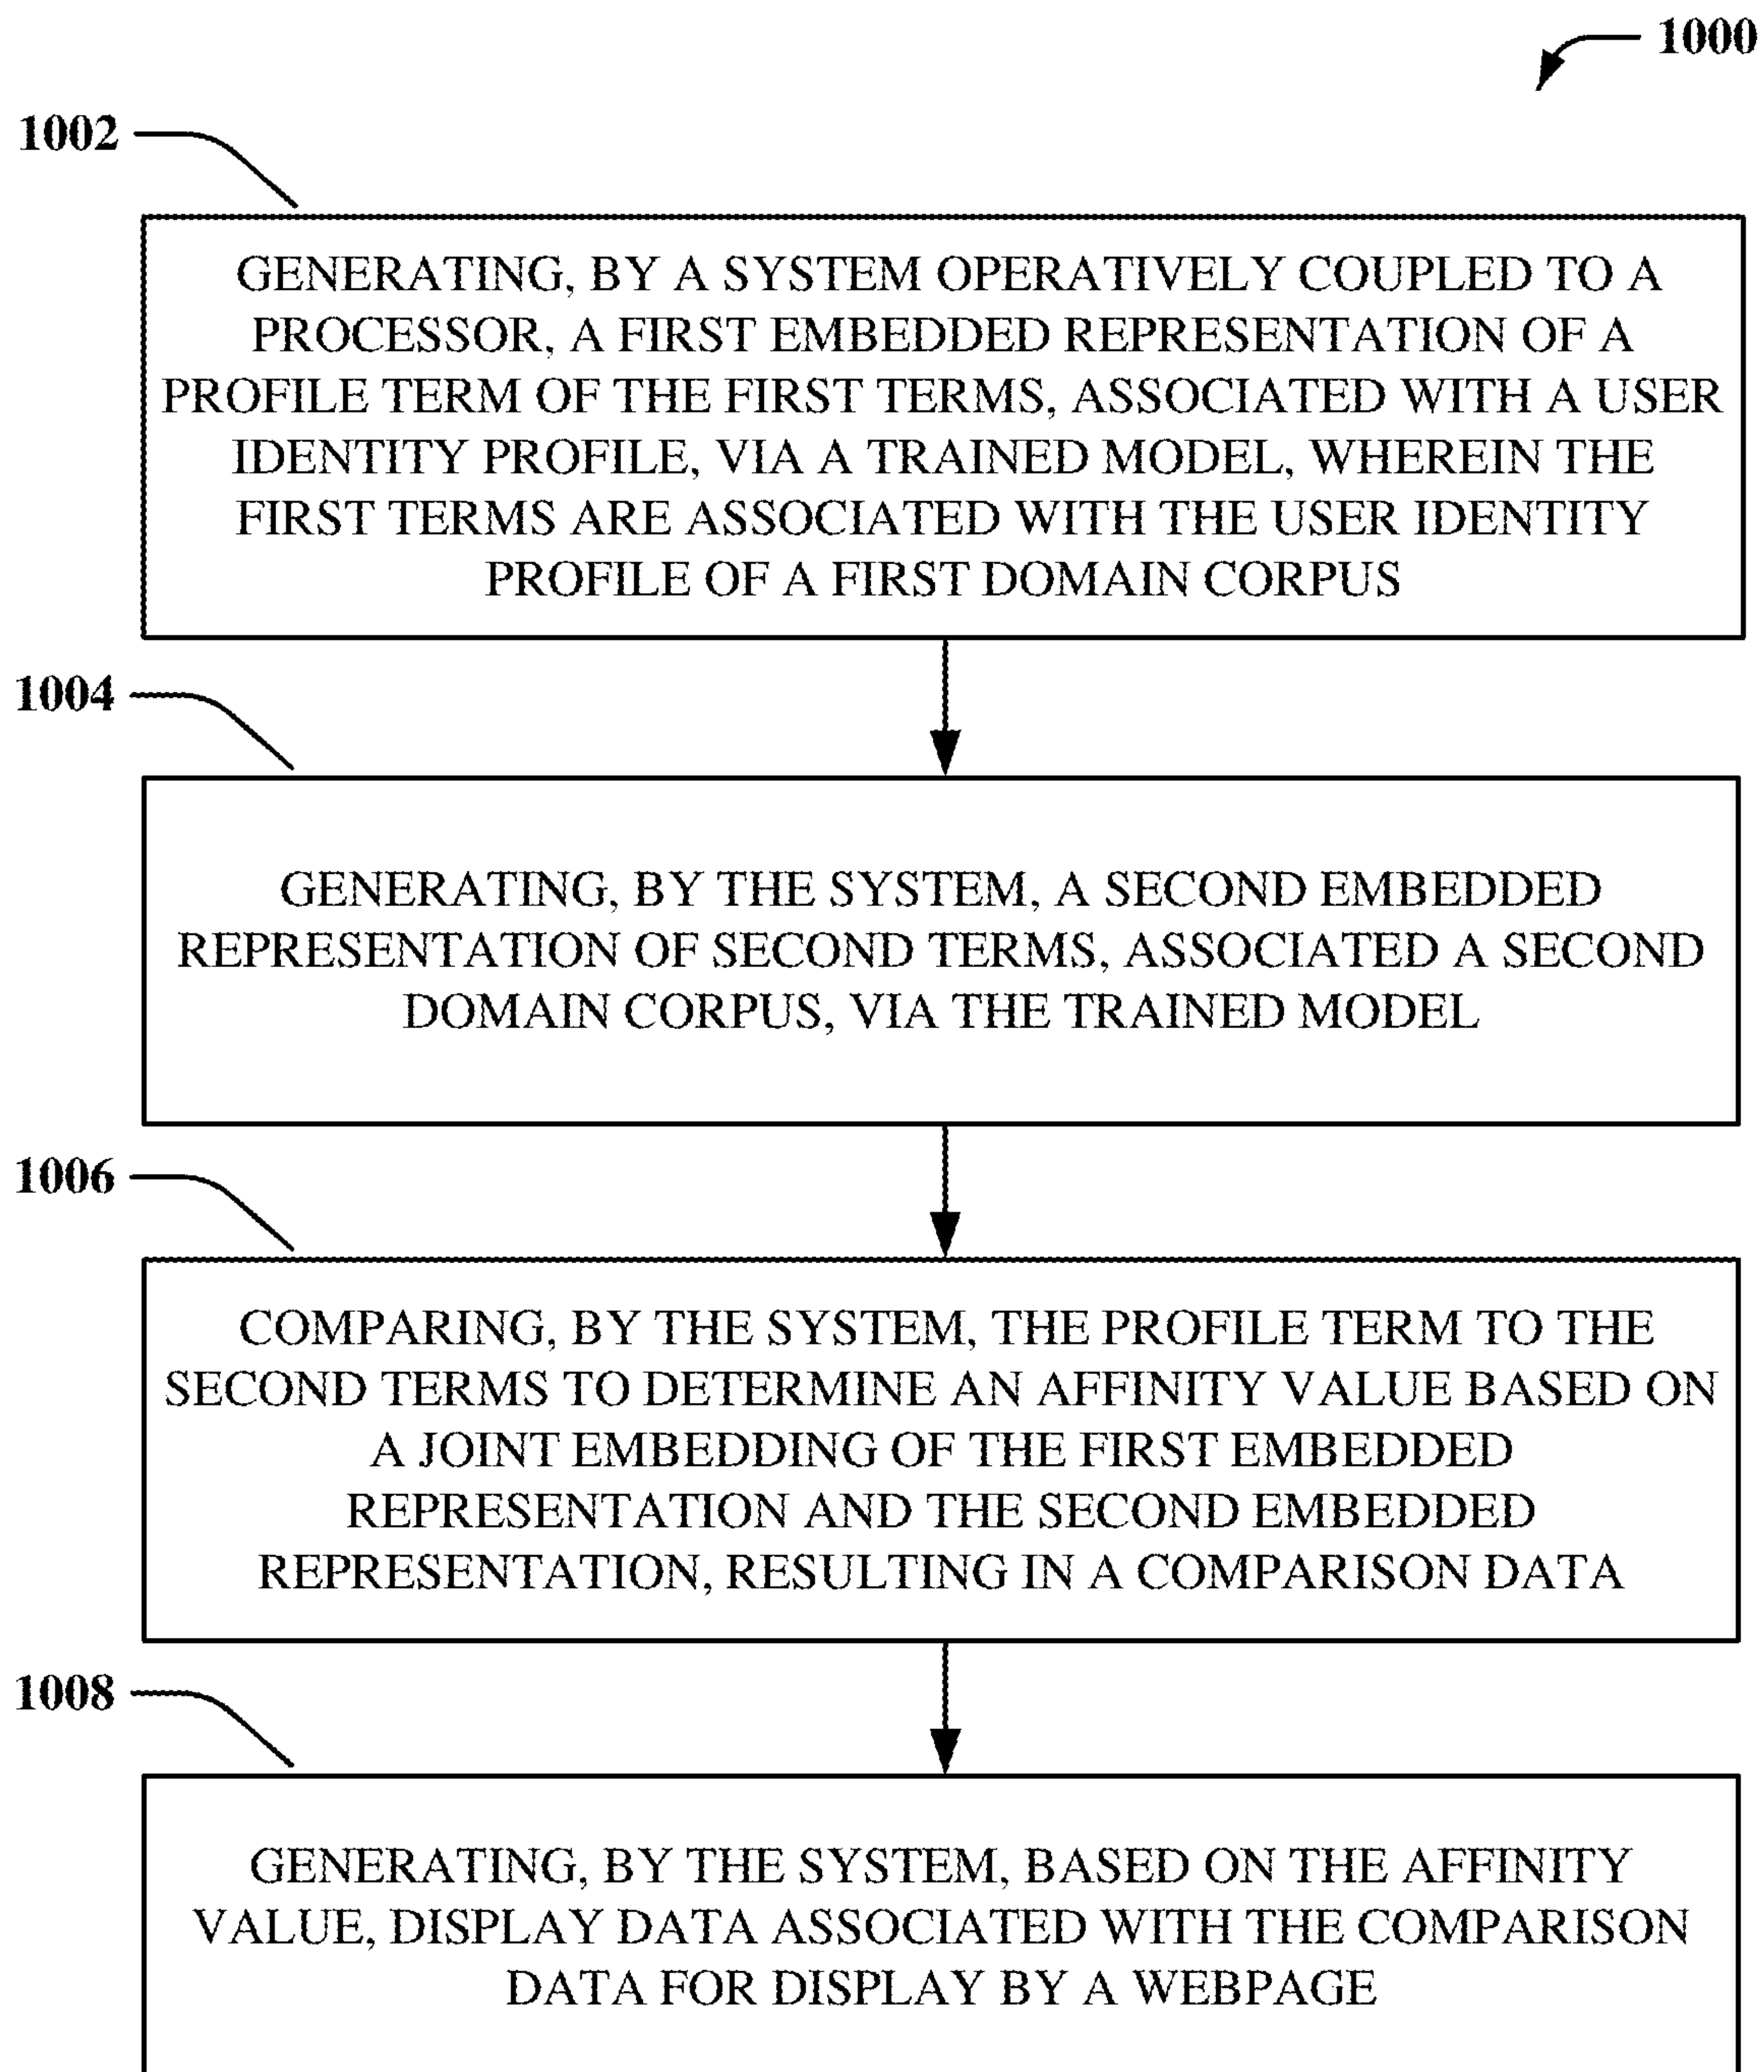 1000
1002
GENERATING, BY A SYSTEM OPERATIVELY COUPLED TO A
PROCESSOR, A FIRST EMBEDDED REPRESENTATION OF A
PROFILE TERM OF THE FIRST TERMS, ASSOCIATED WITH A USER
IDENTITY PROFILE, VIA A TRAINED MODEL, WHEREIN THE
FIRST TERMS ARE ASSOCIATED WITH THE USER IDENTITY
PROFILE OF A FIRST DOMAIN CORPUS
1004
GENERATING, BY THE SYSTEM, A SECOND EMBEDDED
REPRESENTATION OF SECOND TERMS, ASSOCIATED A SECOND
DOMAIN CORPUS, VIA THE TRAINED MODEL
1006
COMPARING, BY THE SYSTEM, THE PROFILE TERM TO THE
SECOND TERMS TO DETERMINE AN AFFINITY VALUE BASED ON
A JOINT EMBEDDING OF THE FIRST EMBEDDED
REPRESENTATION AND THE SECOND EMBEDDED
REPRESENTATION, RESULTING IN A COMPARISON DATA
1008
GENERATING, BY THE SYSTEM, BASED ON THE AFFINITY
VALUE, DISPLAY DATA ASSOCIATED WITH THE COMPARISON
DATA FOR DISPLAY BY A WEBPAGE